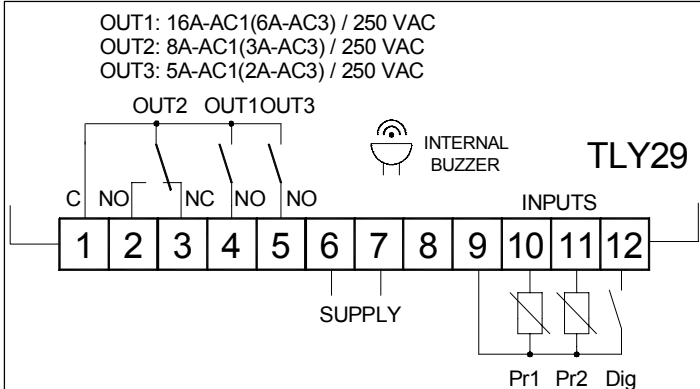 OUT1: 16A-AC1(6A-AC3) / 250 VAC
OUT2: 8A-AC1(3A-AC3) / 250 VAC
OUT3: 5A-AC1(2A-AC3) / 250 VAC
OUT2 OUT1OUT3
INTERNAL
BUZZER
TLY29
C NO NC NO NO INPUTS
1 2 3 4 5 6 7 8 9 10 11 12
SUPPLY
Pr1 Pr2 Dig